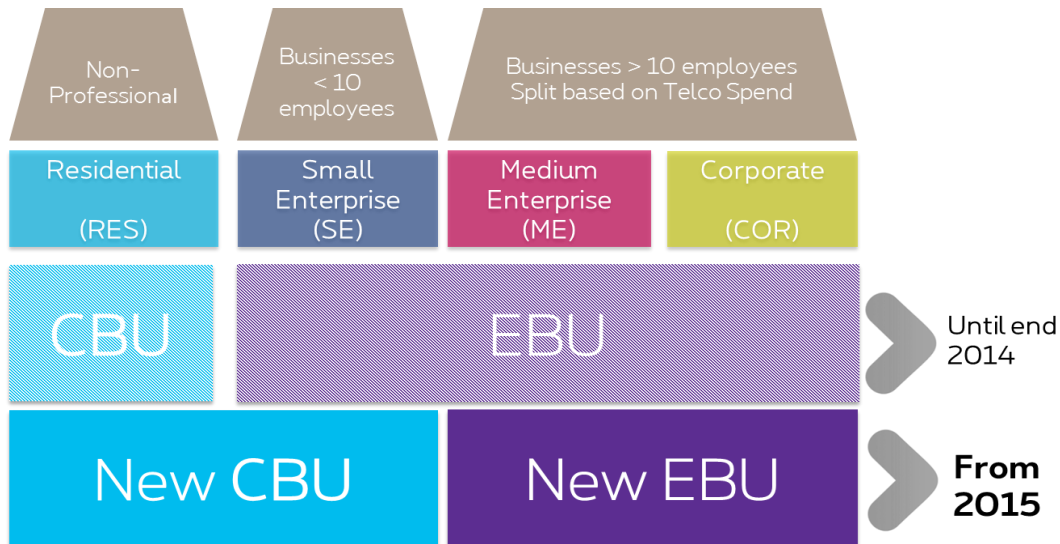 Non-
Professional
Businesses
< 10
employees
Businesses > 10 employees
Split based on Telco Spend
Residential
(RES)
Small
Enterprise
(SE)
Medium
Enterprise
(ME)
Corporate
(COR)
CBU
EBU
Until end
2014
New CBU
New EBU
From
2015